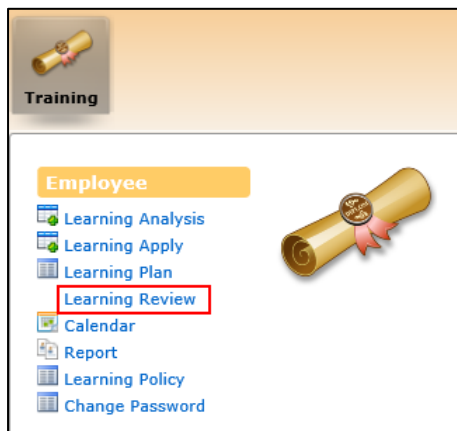 Training
Employee
Learning Analysis
Learning Apply
Learning Plan
Learning Review
Calendar
Report
Learning Policy
Change Password